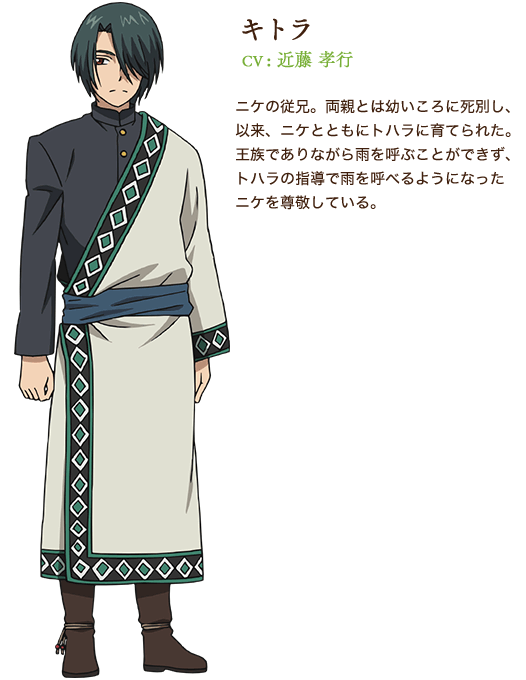 キトラ
CV : 近藤 孝行
ニケの従兄。両親とは幼いころに死別し、
以来、ニケとともにトハラに育てられた。
王族でありながら雨を呼ぶことができず、
トハラの指導で雨を呼べるようになった
ニケを尊敬している。